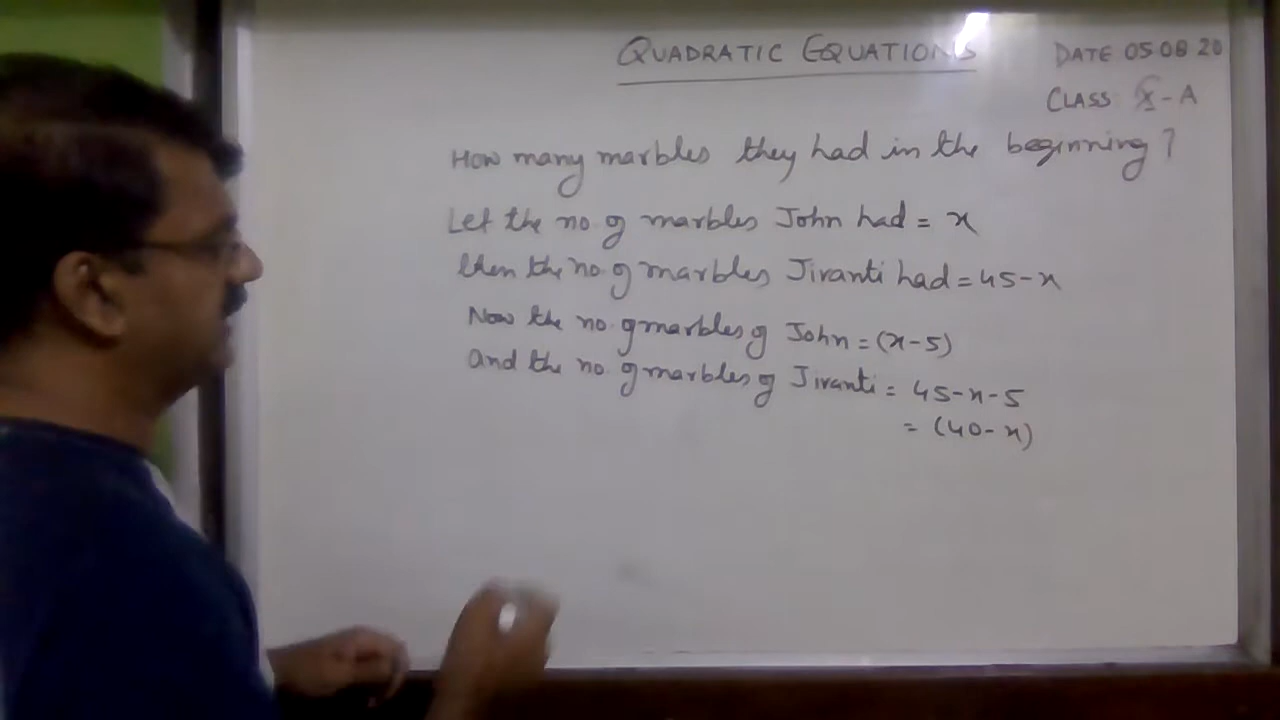 QUADRATIC EQUATIONS
DATE 05 08 20
CLASS X-A
How many marbles they had in the beginning?
Let the no. of marbles John had = x
then the no. of marbles Jivanti had = 45-x
Now the no. of marbles of John = (x-5)
And the no. of marbles of Jivanti = 45-x-5
= (40-x)